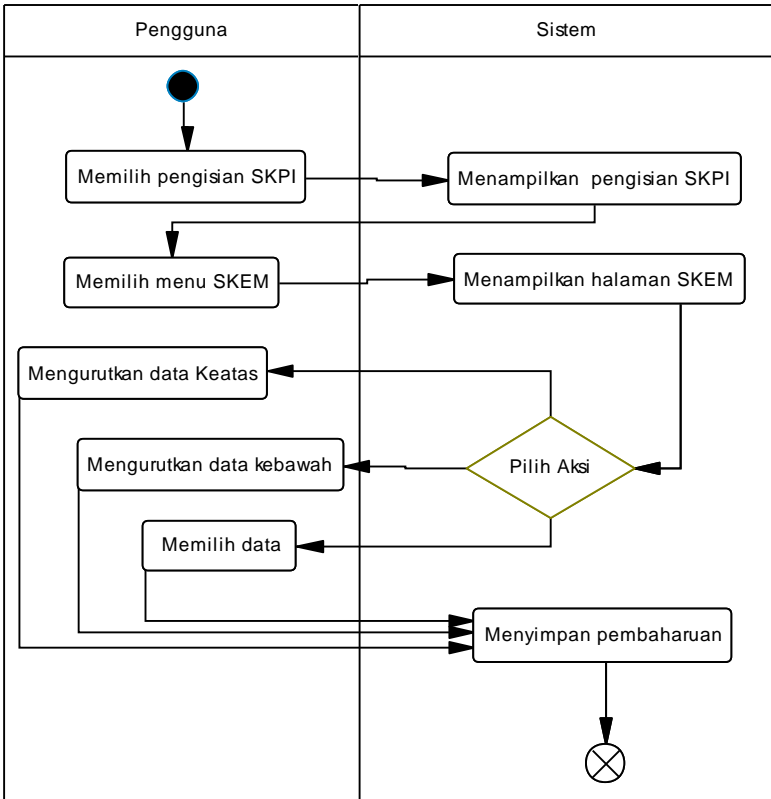 Pengguna
Sistem
Memilih pengisian SKPI
Menampilkan pengisian SKPI
Memilih menu SKEM
Menampilkan halaman SKEM
Mengurutkan data Keatas
Mengurutkan data kebawah
Pilih Aksi
Memilih data
Menyimpan pembaharuan